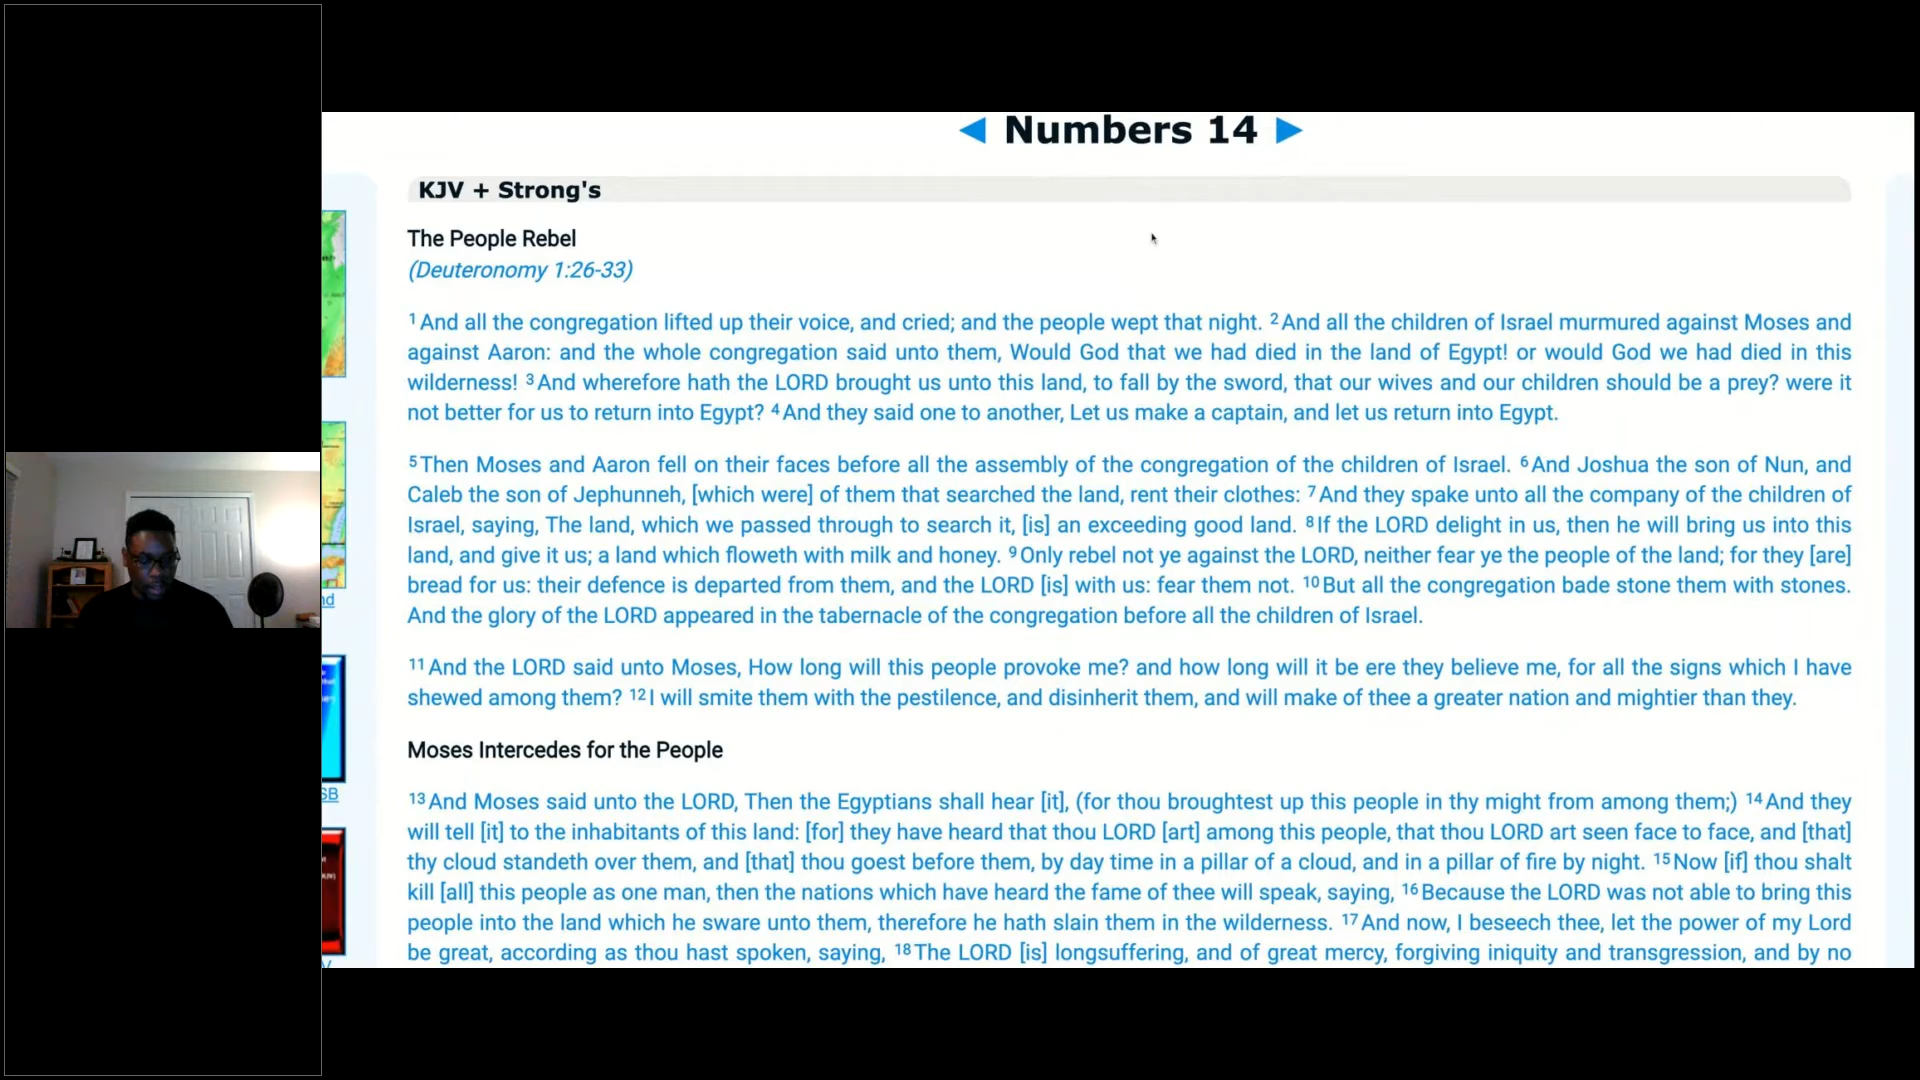 ◄ Numbers 14 ►
KJV + Strong's
The People Rebel
(Deuteronomy 1:26-33)
1 And all the congregation lifted up their voice, and cried; and the people wept that night. 2 And all the children of Israel murmured against Moses and
against Aaron: and the whole congregation said unto them, Would God that we had died in the land of Egypt! or would God we had died in this
wilderness! 3 And wherefore hath the LORD brought us unto this land, to fall by the sword, that our wives and our children should be a prey? were it
not better for us to return into Egypt? 4 And they said one to another, Let us make a captain, and let us return into Egypt.
5 Then Moses and Aaron fell on their faces before all the assembly of the congregation of the children of Israel. 6 And Joshua the son of Nun, and
Caleb the son of Jephunneh, [which were] of them that searched the land, rent their clothes: 7 And they spake unto all the company of the children of
Israel, saying, The land, which we passed through to search it, [is] an exceeding good land. 8 If the LORD delight in us, then he will bring us into this
land, and give it us; a land which floweth with milk and honey. 9 Only rebel not ye against the LORD, neither fear ye the people of the land; for they [are]
bread for us: their defence is departed from them, and the LORD [is] with us: fear them not. 10 But all the congregation bade stone them with stones.
And the glory of the LORD appeared in the tabernacle of the congregation before all the children of Israel.
11 And the LORD said unto Moses, How long will this people provoke me? and how long will it be ere they believe me, for all the signs which I have
shewed among them? 12 I will smite them with the pestilence, and disinherit them, and will make of thee a greater nation and mightier than they.
Moses Intercedes for the People
13 And Moses said unto the LORD, Then the Egyptians shall hear [it], (for thou broughtest up this people in thy might from among them;) 14 And they
will tell [it] to the inhabitants of this land: [for] they have heard that thou LORD [art] among this people, that thou LORD art seen face to face, and [that]
thy cloud standeth over them, and [that] thou goest before them, by day time in a pillar of a cloud, and in a pillar of fire by night. 15 Now [if] thou shalt
kill [all] this people as one man, then the nations which have heard the fame of thee will speak, saying, 16 Because the LORD was not able to bring this
people into the land which he sware unto them, therefore he hath slain them in the wilderness. 17 And now, I beseech thee, let the power of my Lord
be great, according as thou hast spoken, saying, 18 The LORD [is] longsuffering, and of great mercy, forgiving iniquity and transgression, and by no
nd
SB